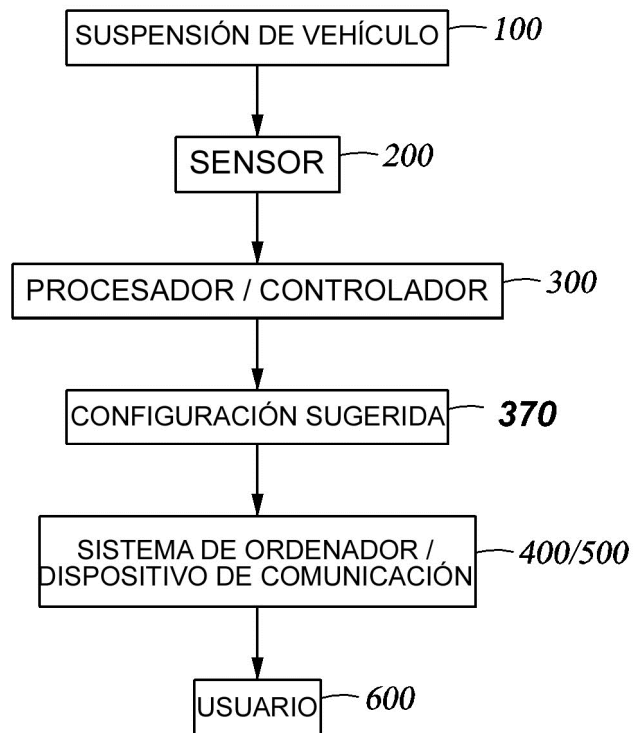 SUSPENSIÓN DE VEHÍCULO 100
SENSOR 200
PROCESADOR / CONTROLADOR 300
CONFIGURACIÓN SUGERIDA 370
SISTEMA DE ORDENADOR /
DISPOSITIVO DE COMUNICACIÓN 400/500
USUARIO 600